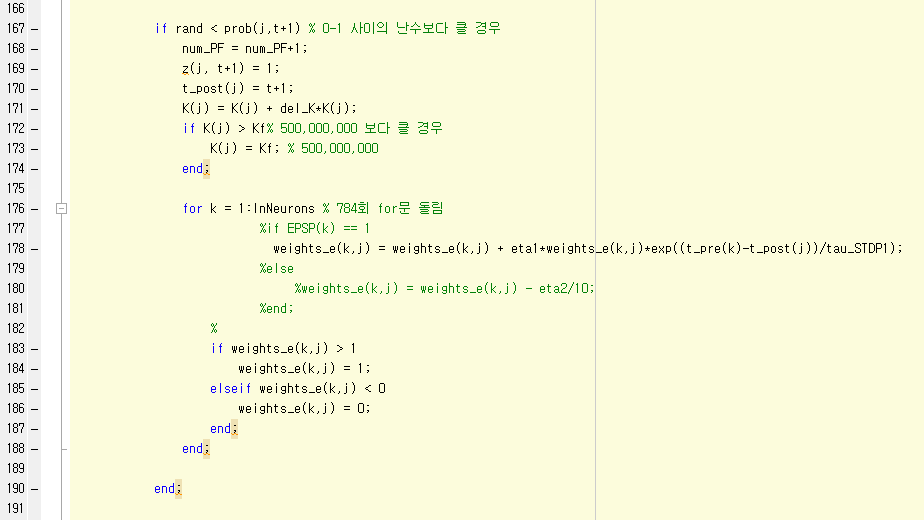 166
167 – if rand < prob(j,t+1) % 0-1 사이의 난수보다 클 경우
168 – num_PF = num_PF+1;
169 – z(j, t+1) = 1;
170 – t_post(j) = t+1;
171 – K(j) = K(j) + del_K*K(j);
172 – if K(j) > Kf% 500,000,000 보다 클 경우
173 – K(j) = Kf; % 500,000,000
174 – end;
175
176 – for k = 1:InNeurons % 784회 for문 돌림
177 %if EPSP(k) == 1
178 – weights_e(k,j) = weights_e(k,j) + eta1*weights_e(k,j)*exp((t_pre(k)-t_post(j))/tau_STDP1);
179 %else
180 %weights_e(k,j) = weights_e(k,j) - eta2/10;
181 %end;
182 %
183 – if weights_e(k,j) > 1
184 – weights_e(k,j) = 1;
185 – elseif weights_e(k,j) < 0
186 – weights_e(k,j) = 0;
187 – end;
188 – end;
189
190 – end;
191